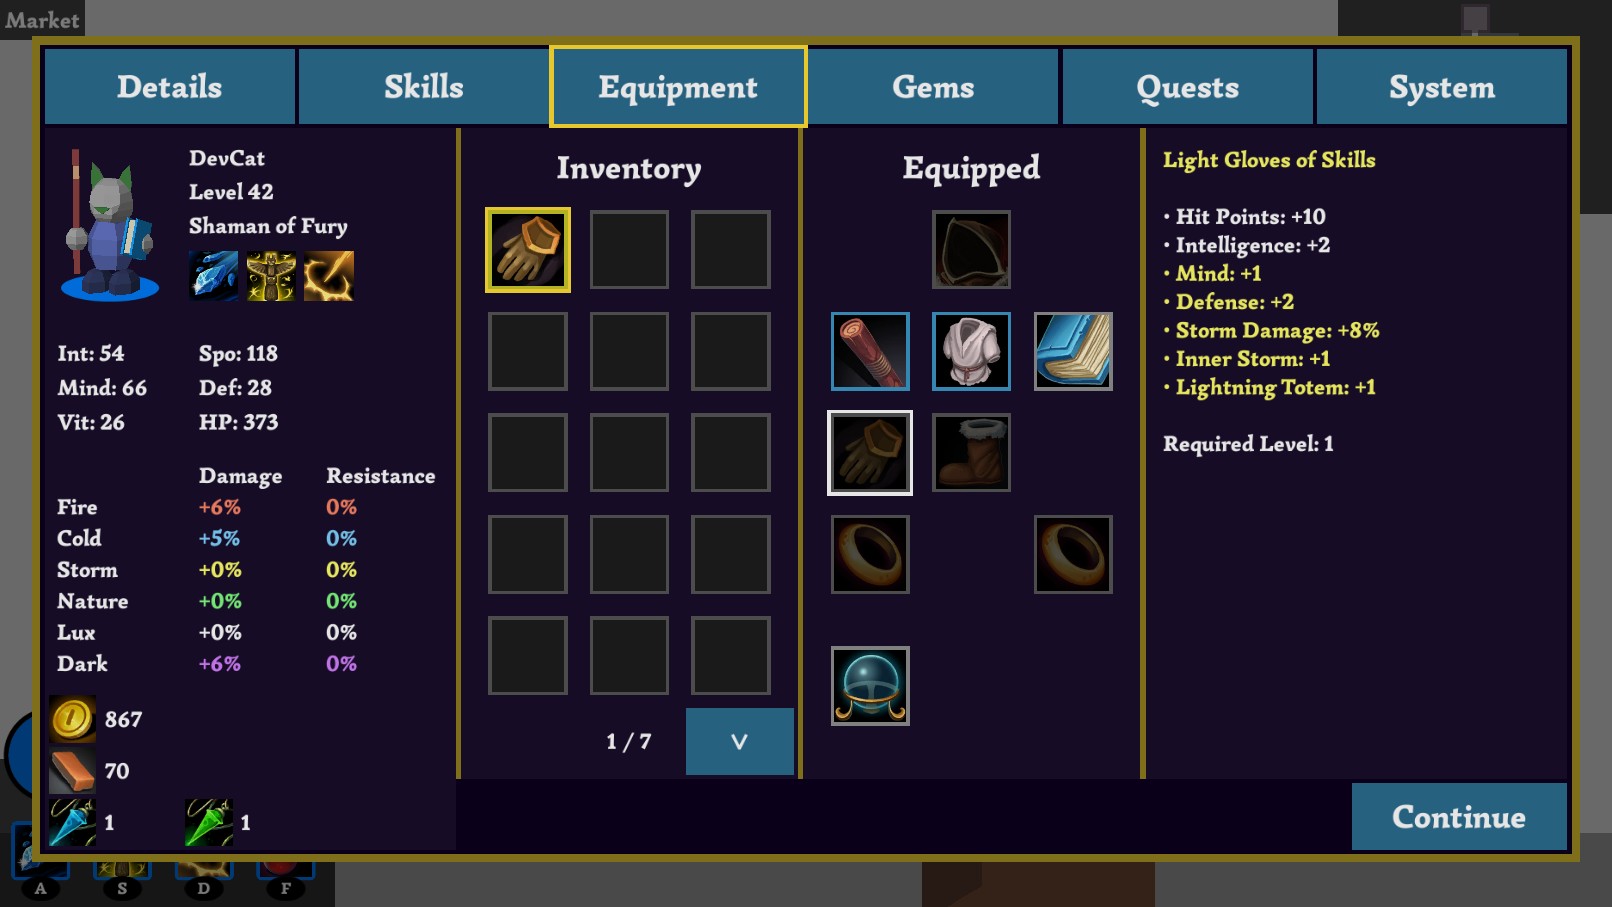 Market
Details Skills Equipment Gems Quests System
DevCat
Level 42
Shaman of Fury
Int: 54 Spo: 118
Mind: 66 Def: 28
Vit: 26 HP: 373
Damage Resistance
Fire +6% 0%
Cold +5% 0%
Storm +0% 0%
Nature +0% 0%
Lux +0% 0%
Dark +6% 0%
867
70
1 1
Inventory
1 / 7 V
Equipped
Light Gloves of Skills
• Hit Points: +10
• Intelligence: +2
• Mind: +1
• Defense: +2
• Storm Damage: +8%
• Inner Storm: +1
• Lightning Totem: +1
Required Level: 1
Continue
A S D F